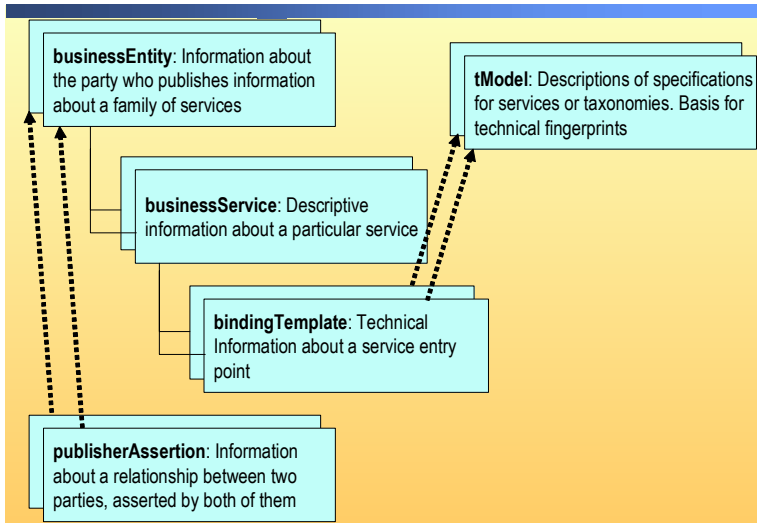 businessEntity: Information about
the party who publishes information
about a family of services
tModel: Descriptions of specifications
for services or taxonomies. Basis for
technical fingerprints
businessService: Descriptive
information about a particular service
bindingTemplate: Technical
Information about a service entry
point
publisherAssertion: Information
about a relationship between two
parties, asserted by both of them